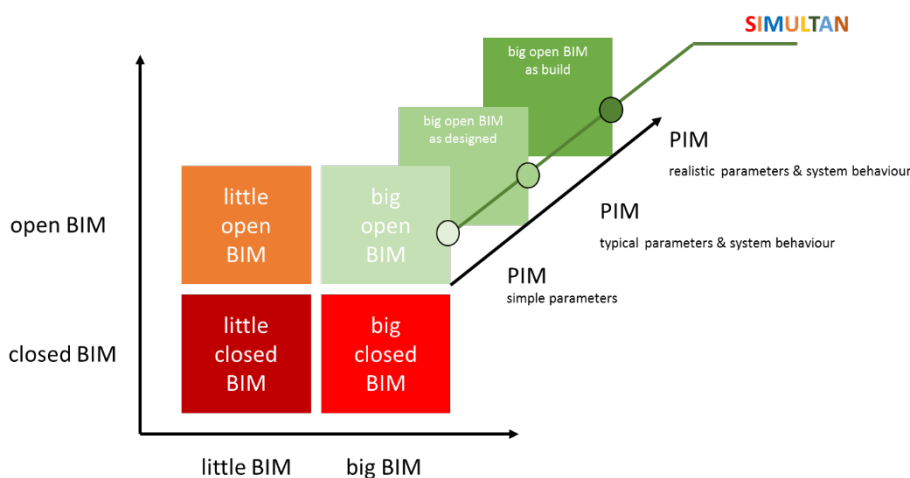 SIMULTAN
big open BIM
as build
big open BIM
as designed
PIM
realistic parameters & system behaviour
little
open
BIM
big
open
BIM
open BIM
PIM
typical parameters & system behaviour
PIM
simple parameters
little
closed
BIM
big
closed
BIM
closed BIM
little BIM
big BIM